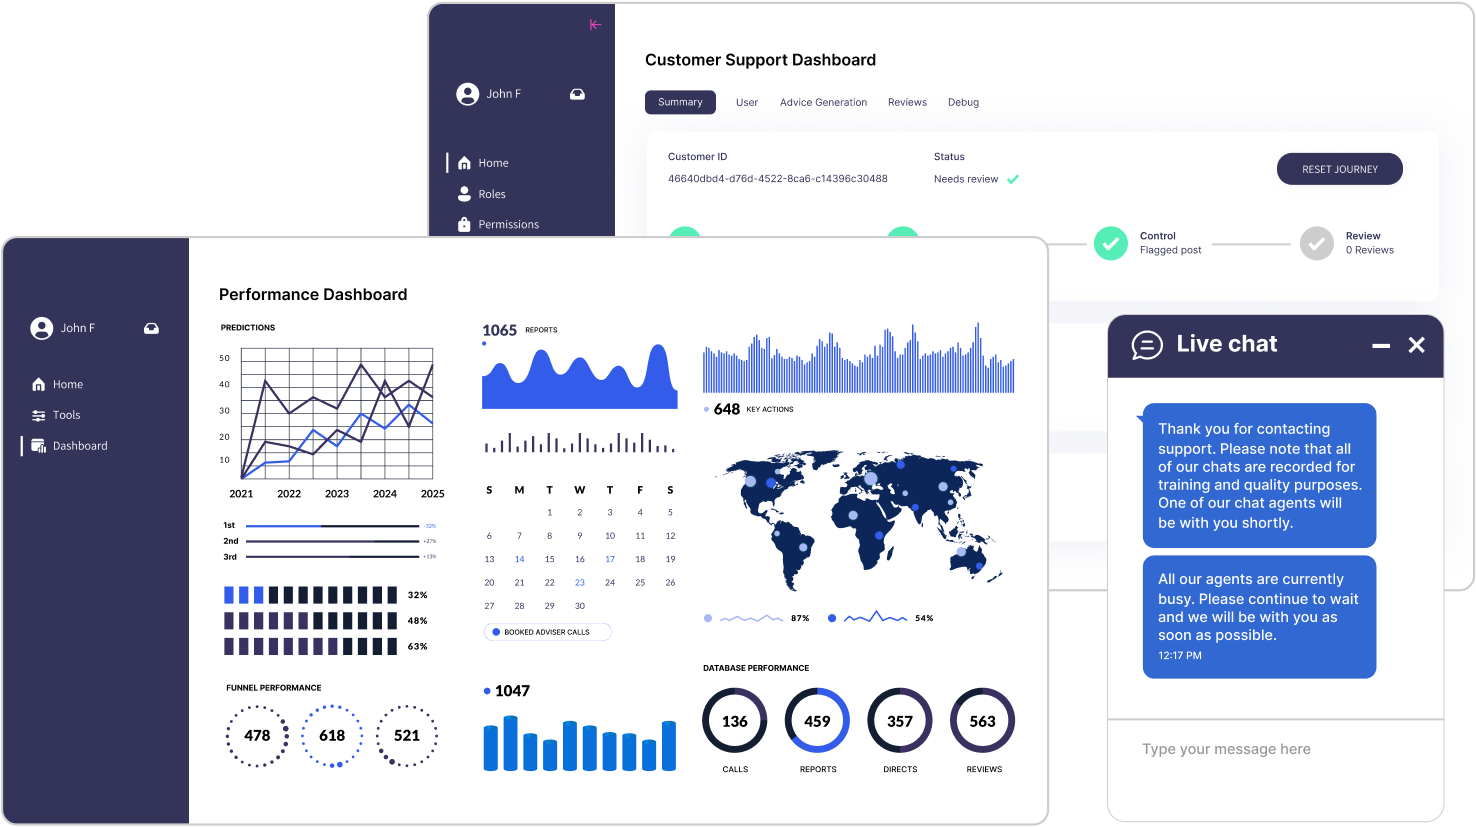 Customer Support Dashboard
John F
Summary User Advice Generation Reviews Debug
Customer ID
46640dbd4-d76d-4522-8ca6-c14396c30488
Status
Needs review
RESET JOURNEY
Home
Roles
Permissions
Control
Flagged post
Review
0 Reviews
Performance Dashboard
John F
Home
Tools
Dashboard
PREDICTIONS
50
40
30
20
10
2021 2022 2023 2024 2025
1st -32%
2nd +27%
3rd +13%
32%
48%
63%
FUNNEL PERFORMANCE
478 618 521
1065 REPORTS
S M T W T F S
1 2 3 4 5
6 7 8 9 10 11 12
13 14 15 16 17 18 19
20 21 22 23 24 25 26
27 28 29 30
BOOKED ADVISER CALLS
1047
648 KEY ACTIONS
87% 54%
DATABASE PERFORMANCE
136 459 357 563
CALLS REPORTS DIRECTS REVIEWS
Live chat
Thank you for contacting
support. Please note that all
of our chats are recorded for
training and quality purposes.
One of our chat agents will
be with you shortly.
All our agents are currently
busy. Please continue to wait
and we will be with you as
soon as possible.
12:17 PM
Type your message here